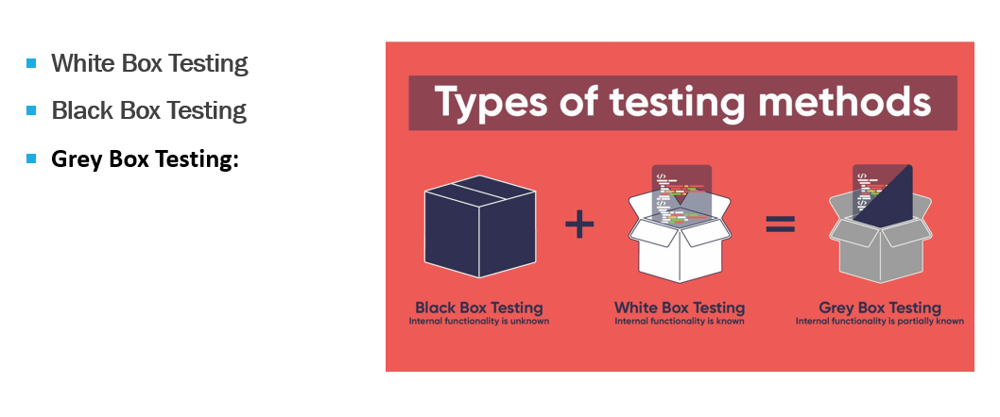 White Box Testing
Black Box Testing
Grey Box Testing:
Types of testing methods
</>
</>
+
=
Black Box Testing
Internal functionality is unknown
White Box Testing
Internal functionality is known
Grey Box Testing
Internal functionality is partially known